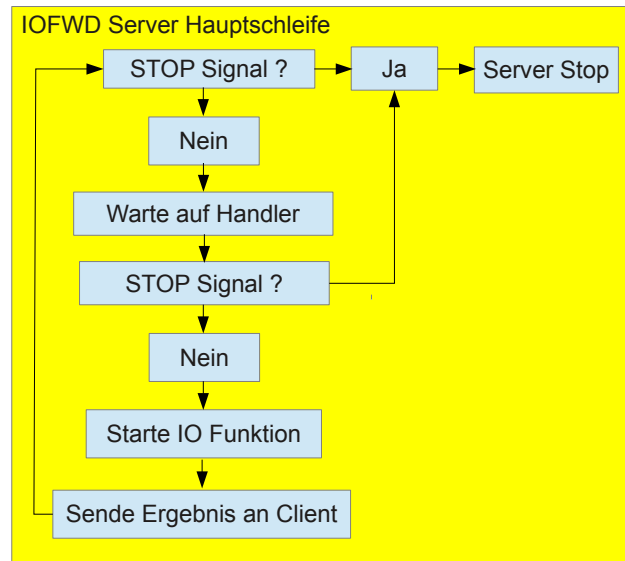 IOFWD Server Hauptschleife
STOP Signal ?
Ja
Server Stop
Nein
Warte auf Handler
STOP Signal ?
Nein
Starte IO Funktion
Sende Ergebnis an Client